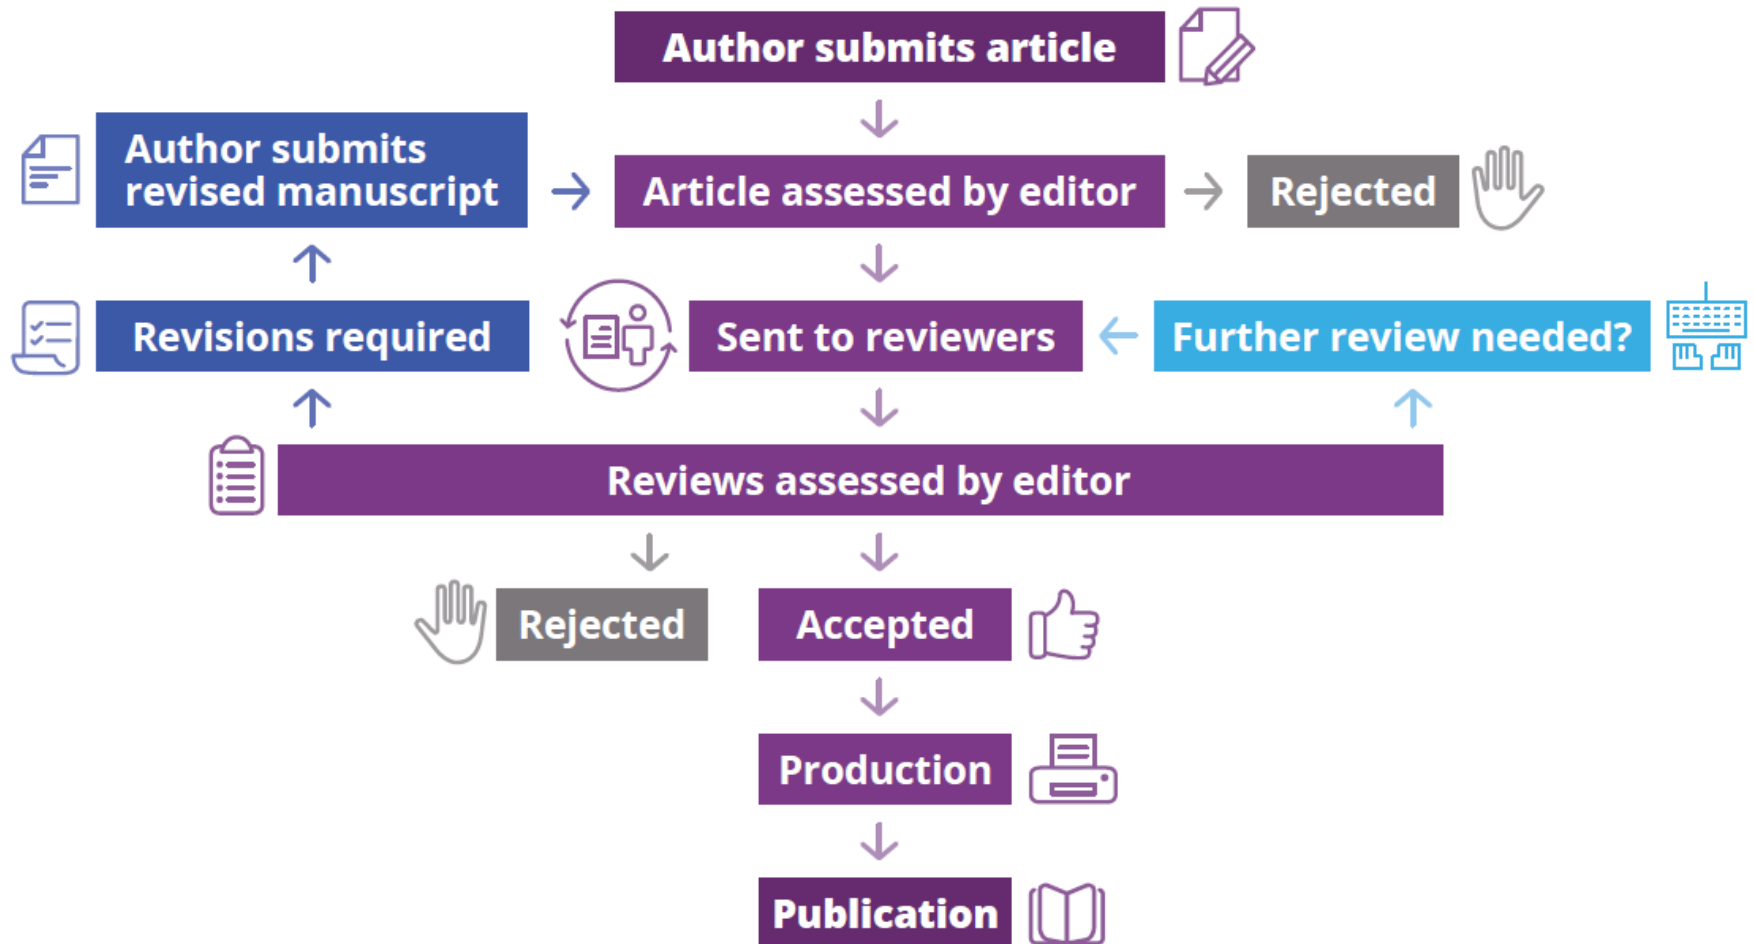 Author submits article
Author submits
revised manuscript
Article assessed by editor
Rejected
Revisions required
Sent to reviewers
Further review needed?
Reviews assessed by editor
Rejected
Accepted
Production
Publication